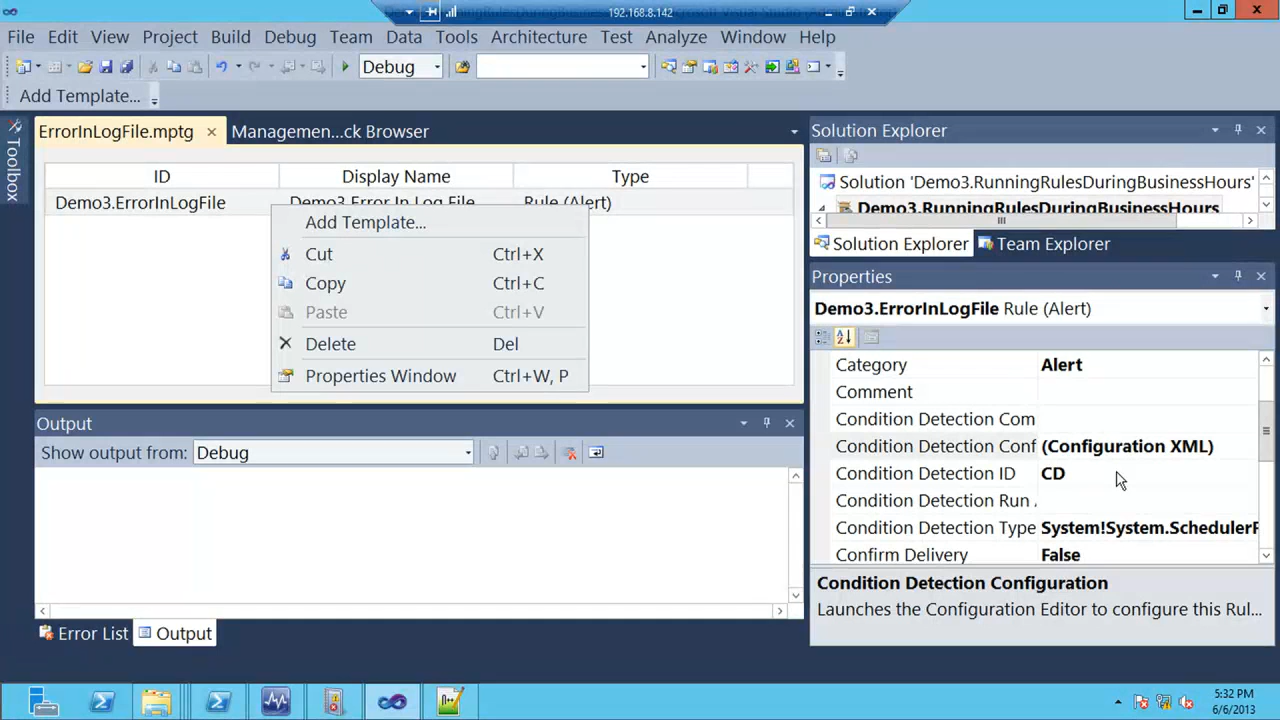 192.168.8.142
File Edit View Project Build Debug Team Data Tools Architecture Test Analyze Window Help
Debug
Add Template...
Toolbox
ErrorInLogFile.mptg Managemen...ck Browser
ID Display Name Type
Demo3.ErrorInLogFile Demo3 Error In Log File Rule (Alert)
Add Template...
Cut Ctrl+X
Copy Ctrl+C
Paste Ctrl+V
Delete Del
Properties Window Ctrl+W, P
Output
Show output from: Debug
Error List Output
Solution Explorer
Solution 'Demo3.RunningRulesDuringBusinessHours'
Demo3.RunningRulesDuringBusinessHours
Solution Explorer Team Explorer
Properties
Demo3.ErrorInLogFile Rule (Alert)
Category Alert
Comment
Condition Detection Com
Condition Detection Conf (Configuration XML)
Condition Detection ID CD
Condition Detection Run
Condition Detection Type System!System.SchedulerF
Confirm Delivery False
Condition Detection Configuration
Launches the Configuration Editor to configure this Rul...
5:32 PM
6/6/2013